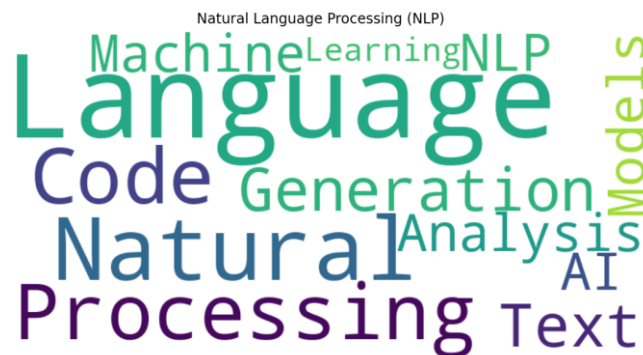 Natural Language Processing (NLP)
Machine Learning NLP
Language
Models
Code
Generation
Natural
Analysis
AI
Processing
Text